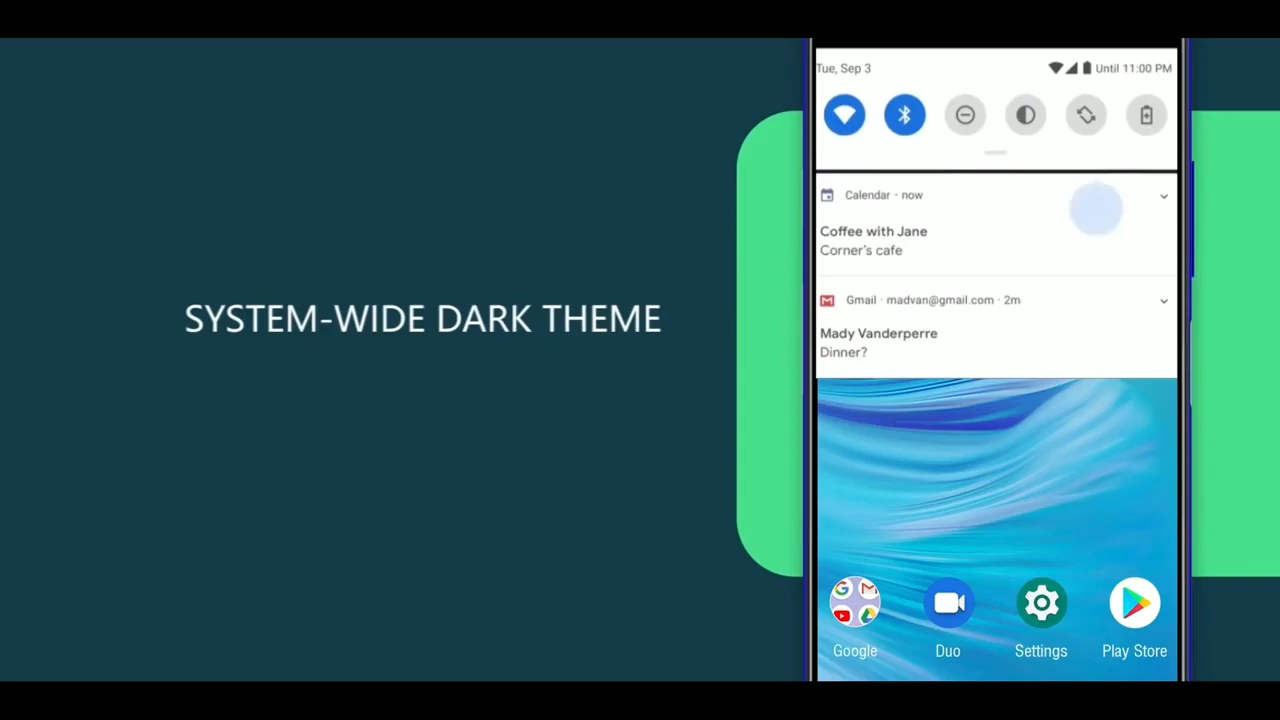 SYSTEM-WIDE DARK THEME
Tue, Sep 3
Until 11:00 PM
Calendar · now
Coffee with Jane
Corner's cafe
Gmail · madvan@gmail.com · 2m
Mady Vanderperre
Dinner?
Google
Duo
Settings
Play Store